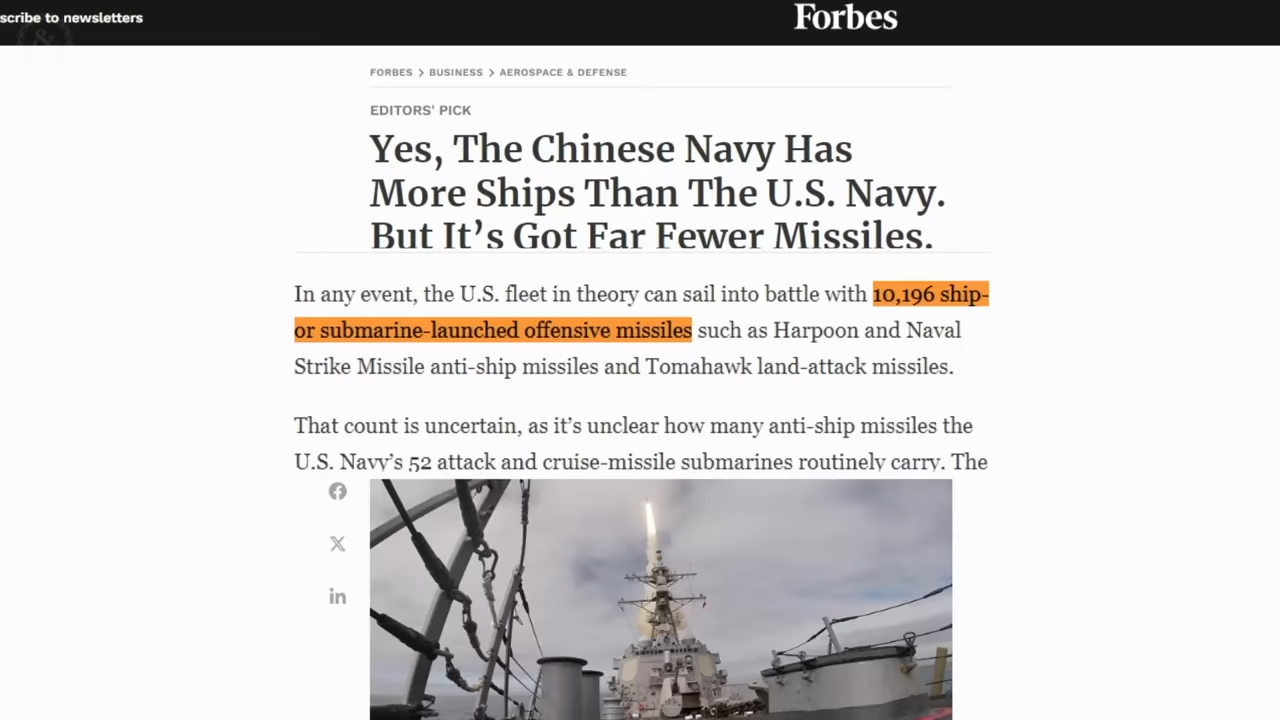 scribe to newsletters
Forbes
FORBES > BUSINESS > AEROSPACE & DEFENSE
EDITORS' PICK
Yes, The Chinese Navy Has
More Ships Than The U.S. Navy.
But It’s Got Far Fewer Missiles.
In any event, the U.S. fleet in theory can sail into battle with 10,196 ship-
or submarine-launched offensive missiles such as Harpoon and Naval
Strike Missile anti-ship missiles and Tomahawk land-attack missiles.
That count is uncertain, as it’s unclear how many anti-ship missiles the
U.S. Navy’s 52 attack and cruise-missile submarines routinely carry. The